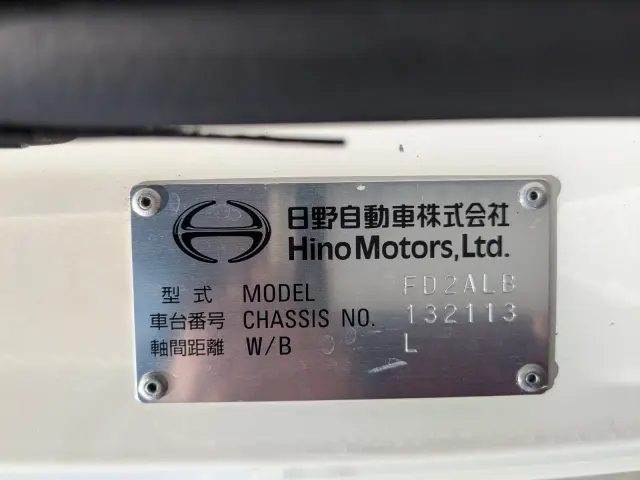 日野自動車株式会社
Hino Motors, Ltd.
型式 MODEL FD2ALB
車台番号 CHASSIS NO. 132113
軸間距離 W/B L